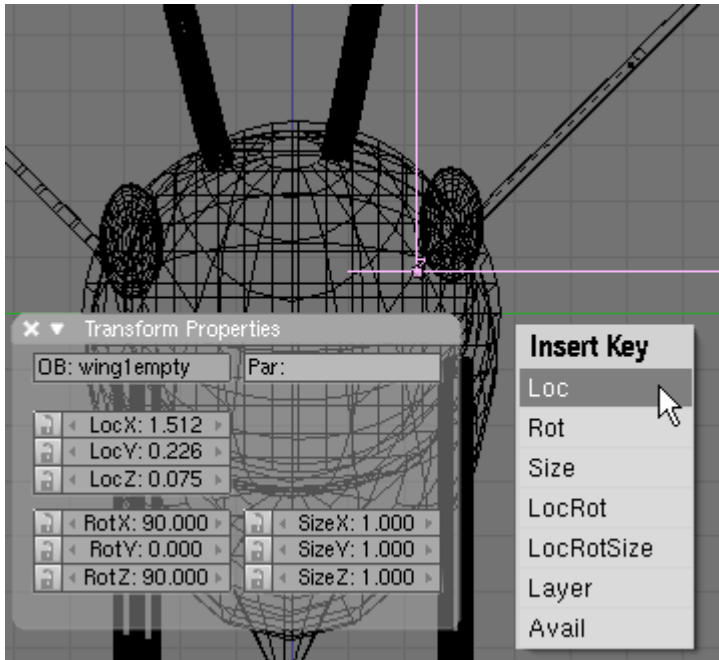 Transform Properties
OB: wing1empty
Par:
LocX: 1.512
LocY: 0.226
LocZ: 0.075
RotX: 90.000
SizeX: 1.000
RotY: 0.000
SizeY: 1.000
RotZ: 90.000
SizeZ: 1.000
Insert Key
Loc
Rot
Size
LocRot
LocRotSize
Layer
Avail